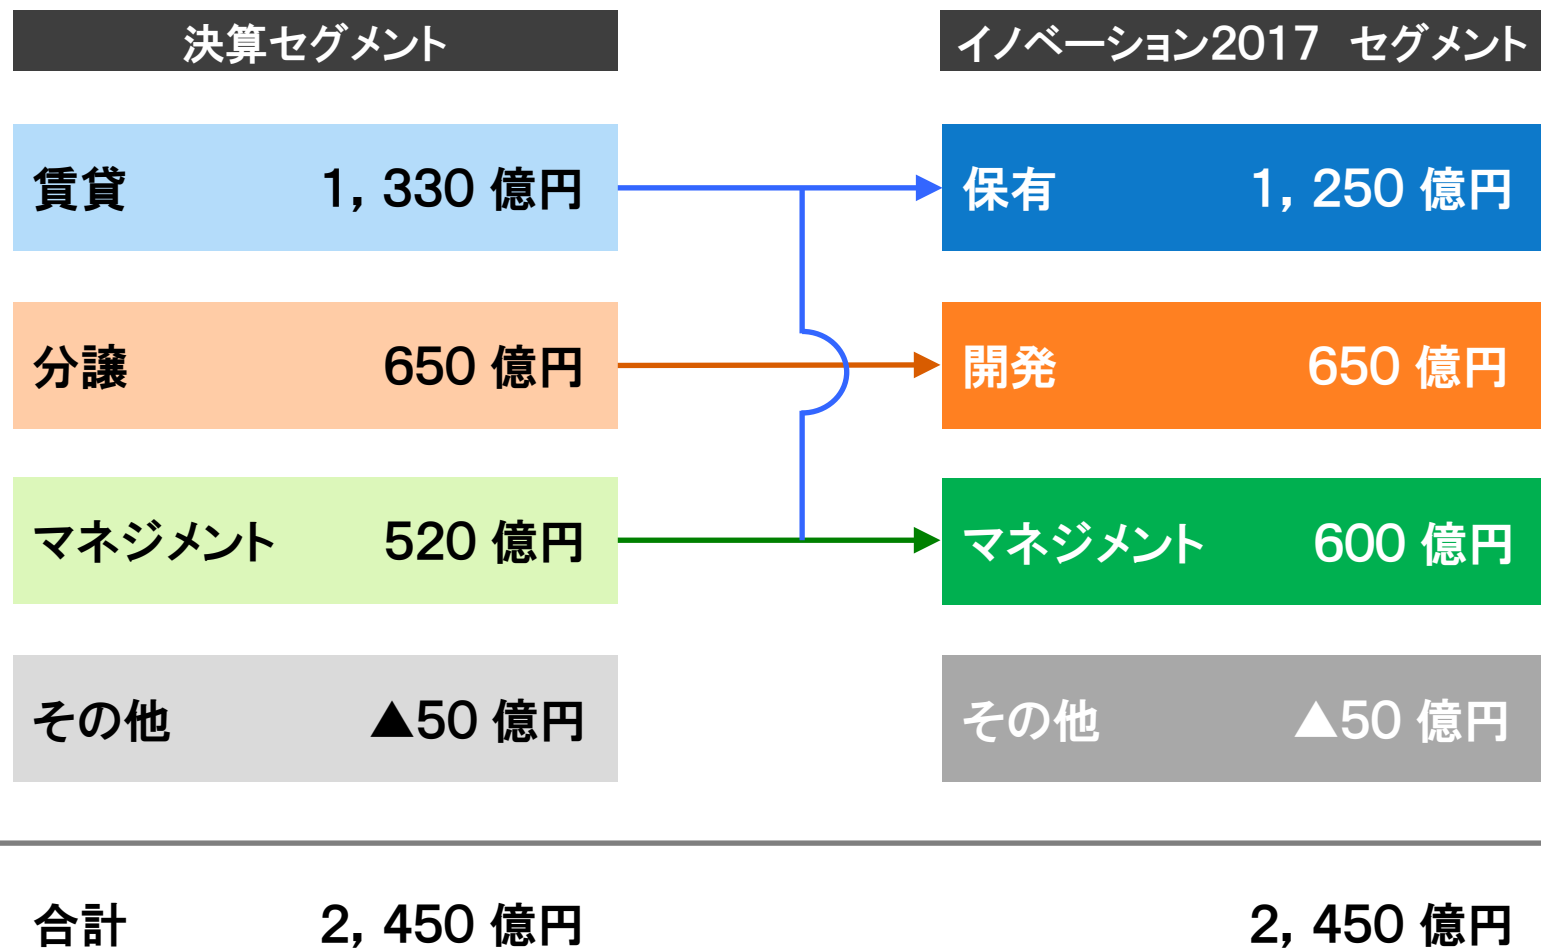 決算セグメント イノベーション2017 セグメント
賃貸 1,330 億円 保有 1,250 億円
分譲 650 億円 開発 650 億円
マネジメント 520 億円 マネジメント 600 億円
その他 ▲50 億円 その他 ▲50 億円
合計 2,450 億円 2,450 億円